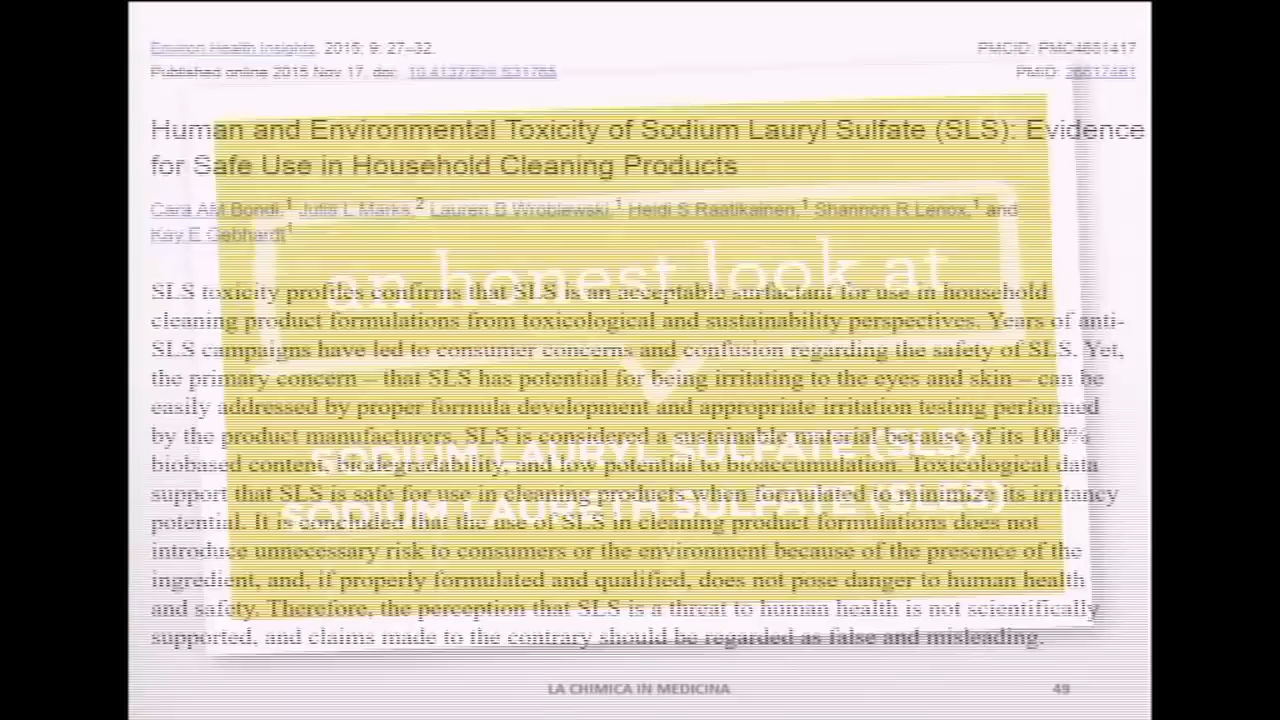 Environ Health Insights. 2015; 9: 27–32.
Published online 2015 Nov 17. doi:
PMCID: PMC4651417
PMID:
Human and Environmental Toxicity of Sodium Lauryl Sulfate (SLS): Evidence
for Safe Use in Household Cleaning Products
Cara AM Bondi,1 Julia L Marks,2 Lauren B Wroblewski,1 Heidi S Raatikainen,1 Shannon R Lenox,1 and
Kay E Gebhardt1
an honest look at
SLS toxicity profiles confirms that SLS is an acceptable surfactant for use in household
cleaning product formulations from toxicological and sustainability perspectives. Years of anti-
SLS campaigns have led to consumer concerns and confusion regarding the safety of SLS. Yet,
the primary concern – that SLS has potential for being irritating to the eyes and skin – can be
easily addressed by proper formula development and appropriate irritation testing performed
by the product manufacturers. SLS is considered a sustainable material because of its 100%
biobased content, biodegradability, and low potential to bioaccumulation. Toxicological data
support that SLS is safe for use in cleaning products when formulated to minimize its irritancy
potential. It is concluded that the use of SLS in cleaning product formulations does not
introduce unnecessary risk to consumers or the environment because of the presence of the
ingredient, and, if properly formulated and qualified, does not pose danger to human health
and safety. Therefore, the perception that SLS is a threat to human health is not scientifically
supported, and claims made to the contrary should be regarded as false and misleading.
SODIUM LAURYL SULFATE (SLS)
SODIUM LAURETH SULFATE (SLES)
LA CHIMICA IN MEDICINA
49